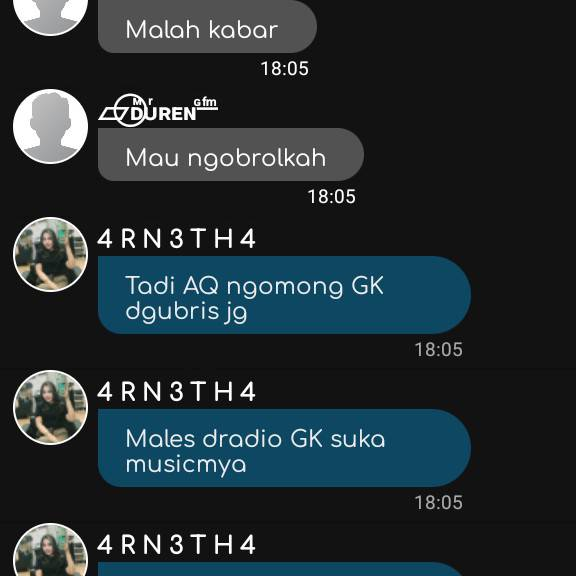 Malah kabar
18:05
Mr DUREN Gfm
Mau ngobrolkah
18:05
4 R N 3 T H 4
Tadi AQ ngomong GK
dgubris jg
18:05
4 R N 3 T H 4
Males dradio GK suka
musicmya
18:05
4 R N 3 T H 4